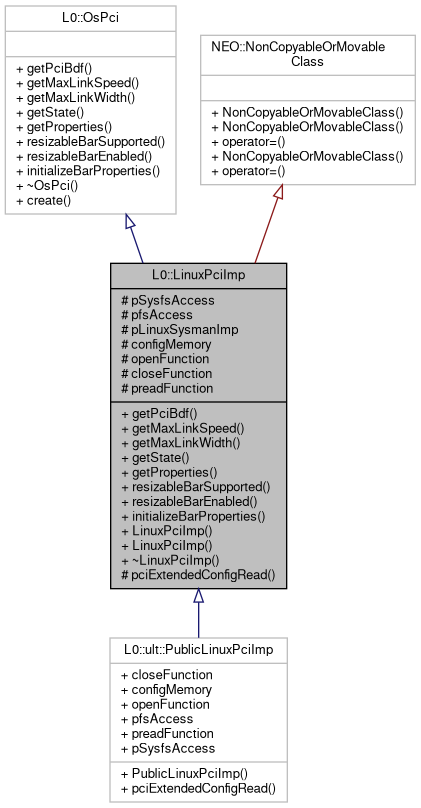 L0::OsPci
+ getPciBdf()
+ getMaxLinkSpeed()
+ getMaxLinkWidth()
+ getState()
+ getProperties()
+ resizableBarSupported()
+ resizableBarEnabled()
+ initializeBarProperties()
+ ~OsPci()
+ create()
NEO::NonCopyableOrMovable
Class
+ NonCopyableOrMovableClass()
+ NonCopyableOrMovableClass()
+ operator=()
+ NonCopyableOrMovableClass()
+ operator=()
L0::LinuxPciImp
# pSysfsAccess
# pfsAccess
# pLinuxSysmanImp
# configMemory
# openFunction
# closeFunction
# preadFunction
+ getPciBdf()
+ getMaxLinkSpeed()
+ getMaxLinkWidth()
+ getState()
+ getProperties()
+ resizableBarSupported()
+ resizableBarEnabled()
+ initializeBarProperties()
+ LinuxPciImp()
+ LinuxPciImp()
+ ~LinuxPciImp()
# pciExtendedConfigRead()
L0::ult::PublicLinuxPciImp
+ closeFunction
+ configMemory
+ openFunction
+ pfsAccess
+ preadFunction
+ pSysfsAccess
+ PublicLinuxPciImp()
+ pciExtendedConfigRead()